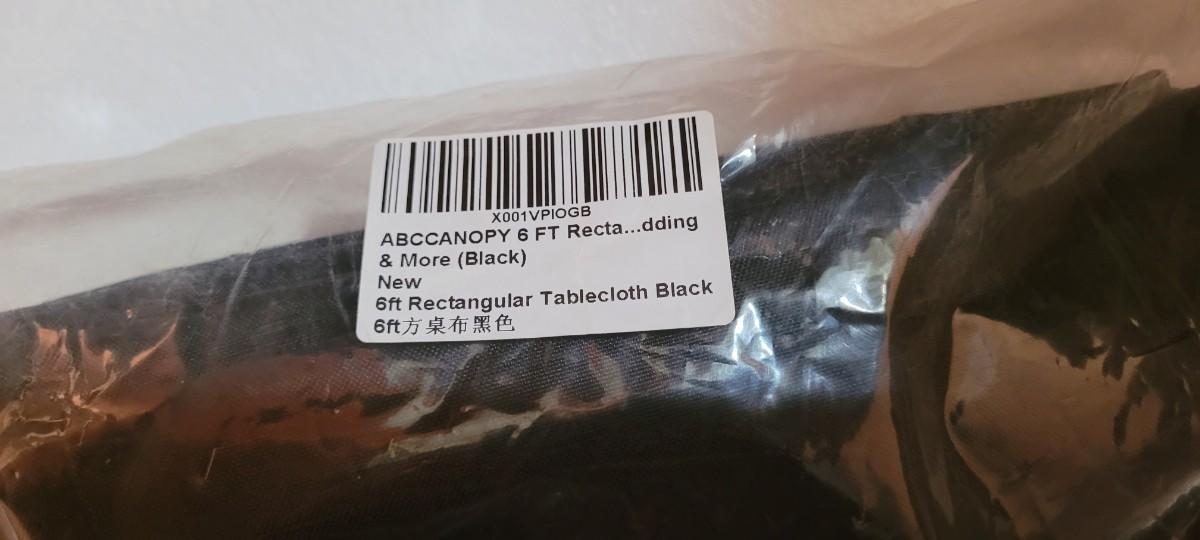 X001VPIOGB
ABCCANOPY 6 FT Recta...dding
& More (Black)
New
6ft Rectangular Tablecloth Black
6ft方桌布黑色